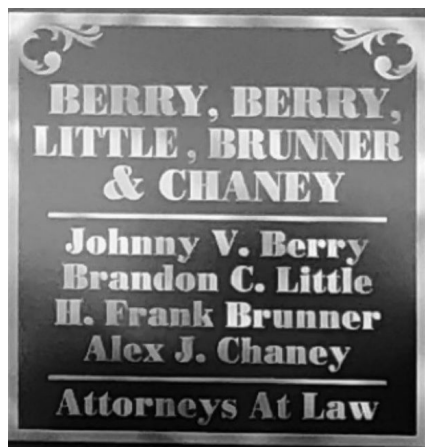 BERRY, BERRY,
LITTLE, BRUNNER
& CHANEY
Johnny V. Berry
Brandon C. Little
H. Frank Brunner
Alex J. Chaney
Attorneys At Law